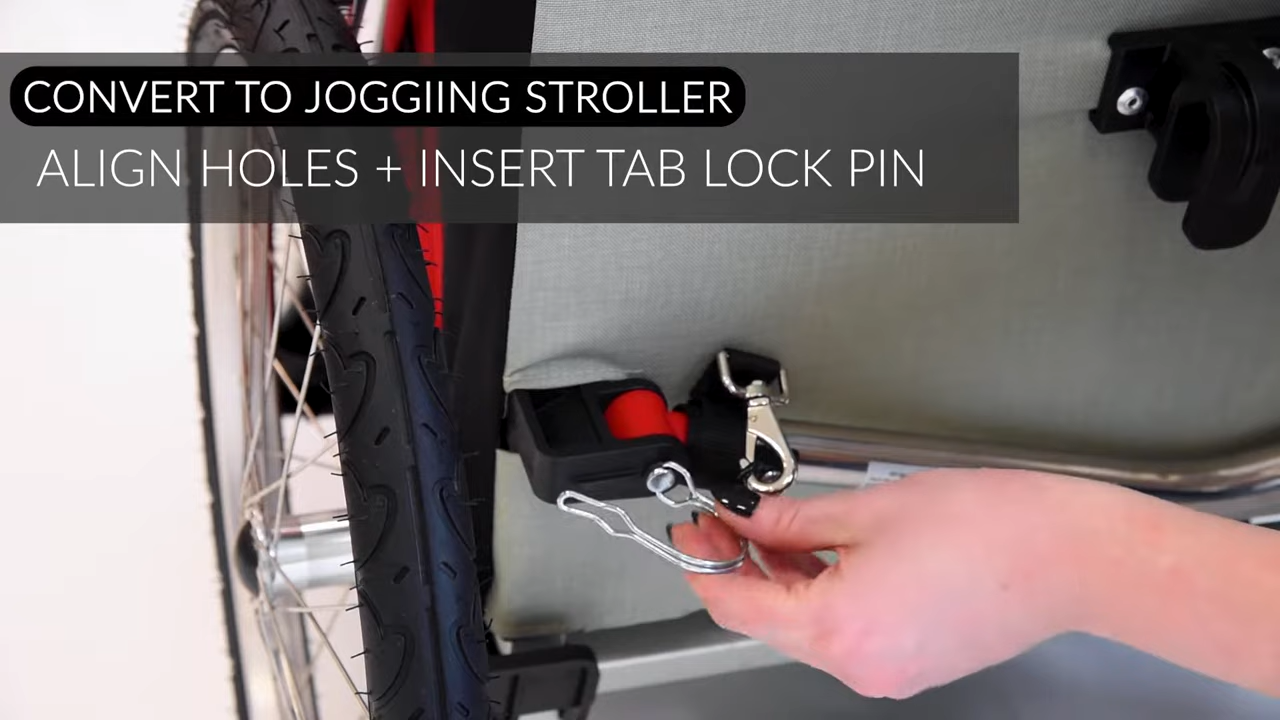 CONVERT TO JOGGIING STROLLER
ALIGN HOLES + INSERT TAB LOCK PIN